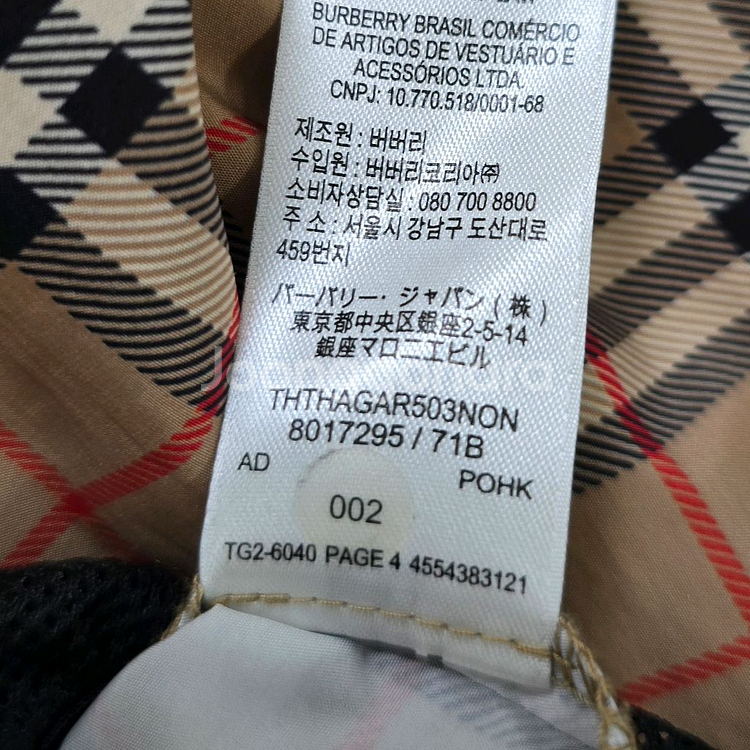 BURBERRY BRASIL COMÉRCIO
DE ARTIGOS DE VESTUÁRIO E
ACESSÓRIOS LTDA.
CNPJ: 10.770.518/0001-68
제조원 : 버버리
수입원 : 버버리코리아㈜
소비자상담실 : 080 700 8800
주 소 : 서울시 강남구 도산대로
459번지
バーバリー・ジャパン ( 株 )
東京都中央区銀座2-5-14
銀座マロニエビル
THTHAGAR503NON
8017295 / 71B
AD
POHK
002
TG2-6040 PAGE 4 4554383121